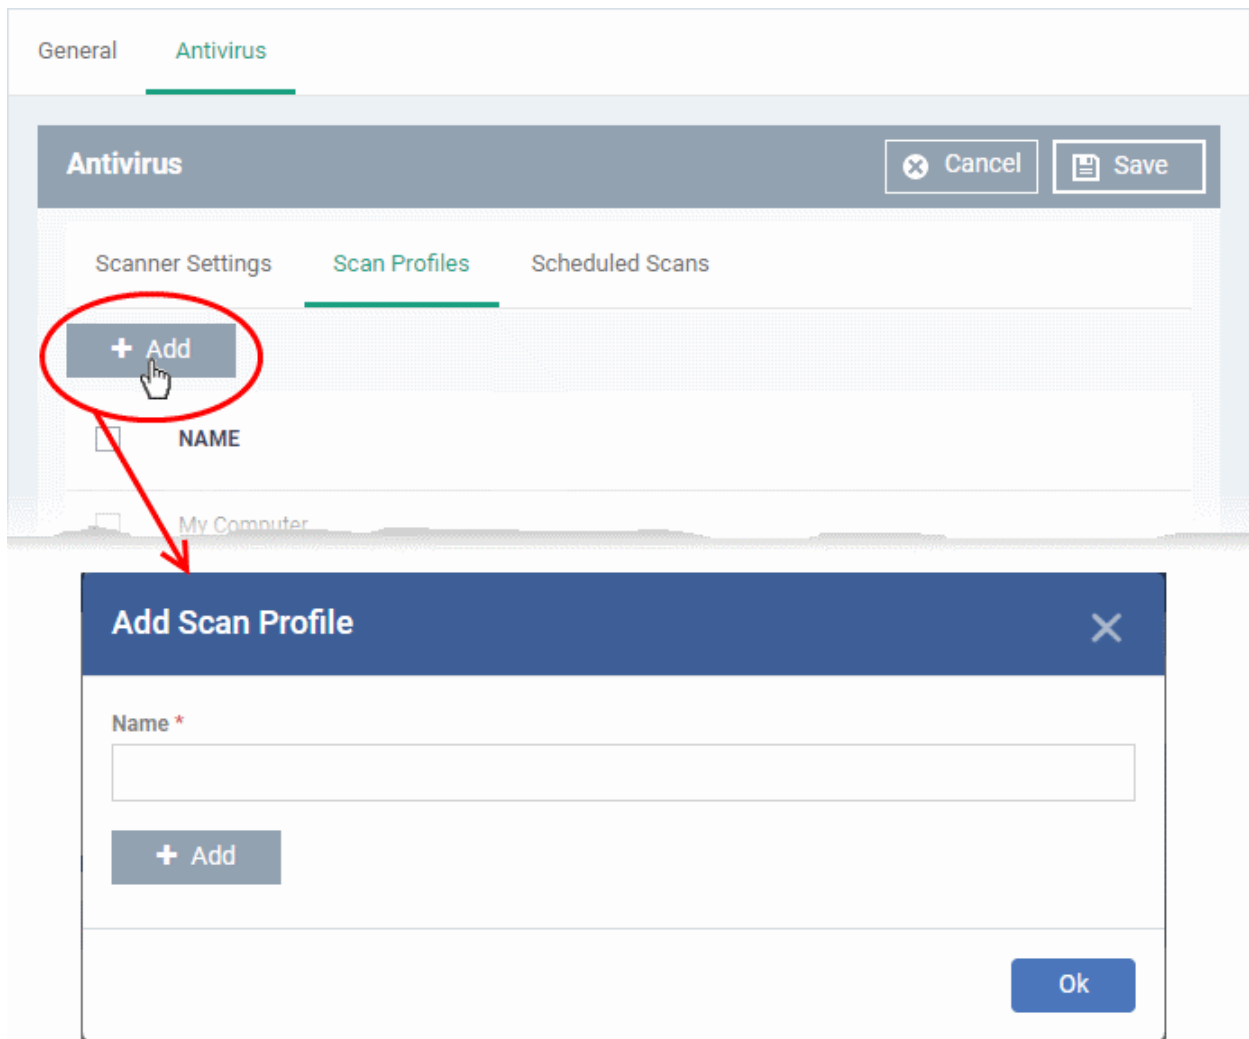 General Antivirus
Antivirus Cancel Save
Scanner Settings Scan Profiles Scheduled Scans
+ Add
NAME
My Computer
Add Scan Profile
Name *
+ Add
Ok